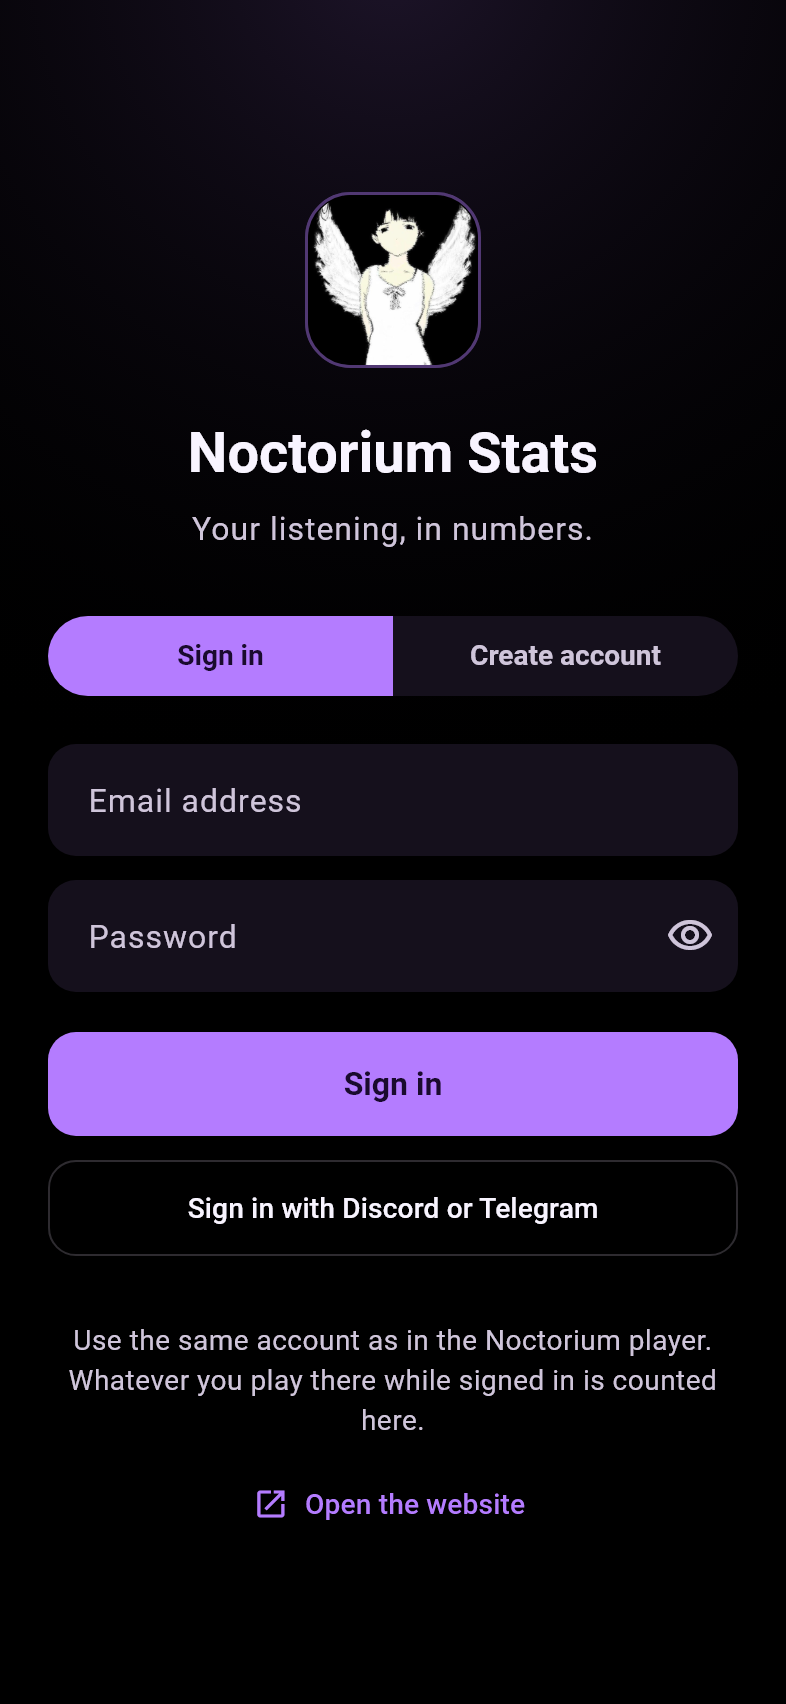 Noctorium Stats
Your listening, in numbers.
Sign in
Create account
Email address
Password
Sign in
Sign in with Discord or Telegram
Use the same account as in the Noctorium player.
Whatever you play there while signed in is counted
here.
Open the website